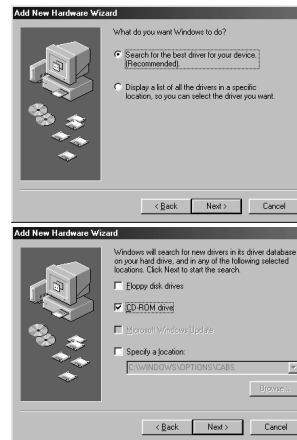 Add New Hardware Wizard
What do you want Windows to do?
Search for the best driver for your device.
(Recommended).
Display a list of all the drivers in a specific
location, so you can select the driver you want.
< Back
Next >
Cancel
Add New Hardware Wizard
Windows will search for new drivers in its driver database
on your hard drive, and in any of the following selected
locations. Click Next to start the search.
Floppy disk drives
CD-ROM drive
Microsoft Windows Update
Specify a location:
C:\WINDOWS\OPTIONS\CABS
Browse...
< Back
Next >
Cancel